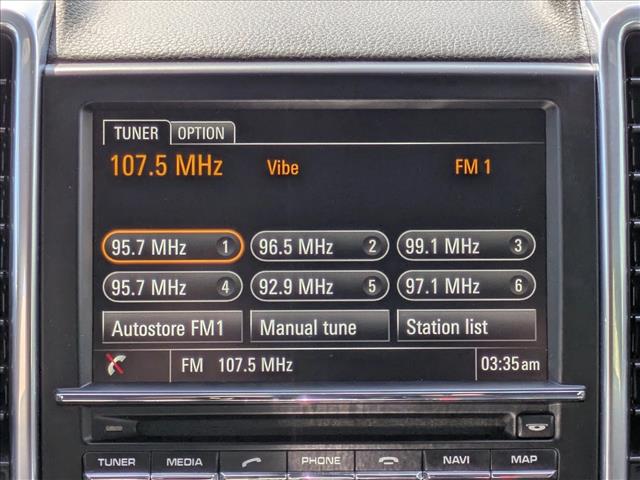 TUNER OPTION
107.5 MHz Vibe FM 1
95.7 MHz 1 96.5 MHz 2 99.1 MHz 3
95.7 MHz 4 92.9 MHz 5 97.1 MHz 6
Autostore FM1 Manual tune Station list
FM 107.5 MHz 03:35 am
TUNER MEDIA PHONE NAVI MAP